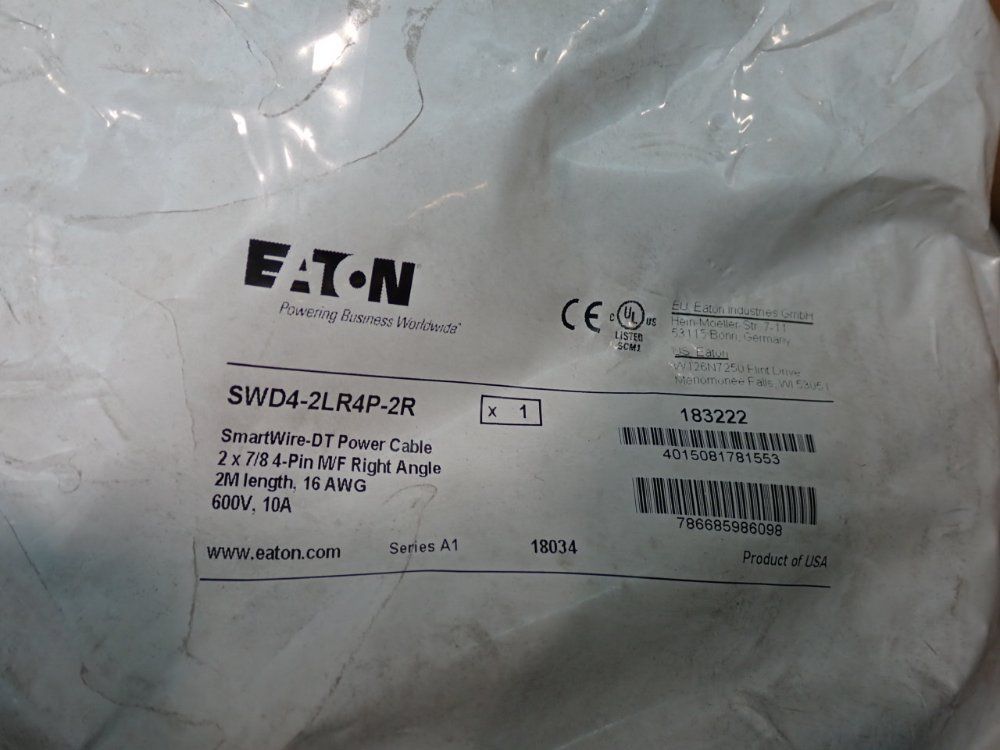 EATON
Powering Business Worldwide
CE
C UL US
LISTED
SCM1
EU. Eaton Industries GmbH
Hein-Moeller-Str. 7-11
53115 Bonn, Germany
US. Eaton
W126N7250 Flint Drive
Menomonee Falls, WI 53051
SWD4-2LR4P-2R
x 1
183222
SmartWire-DT Power Cable
2 x 7/8 4-Pin M/F Right Angle
2M length, 16 AWG
600V, 10A
4015081781553
786685986098
www.eaton.com
Series A1
18034
Product of USA